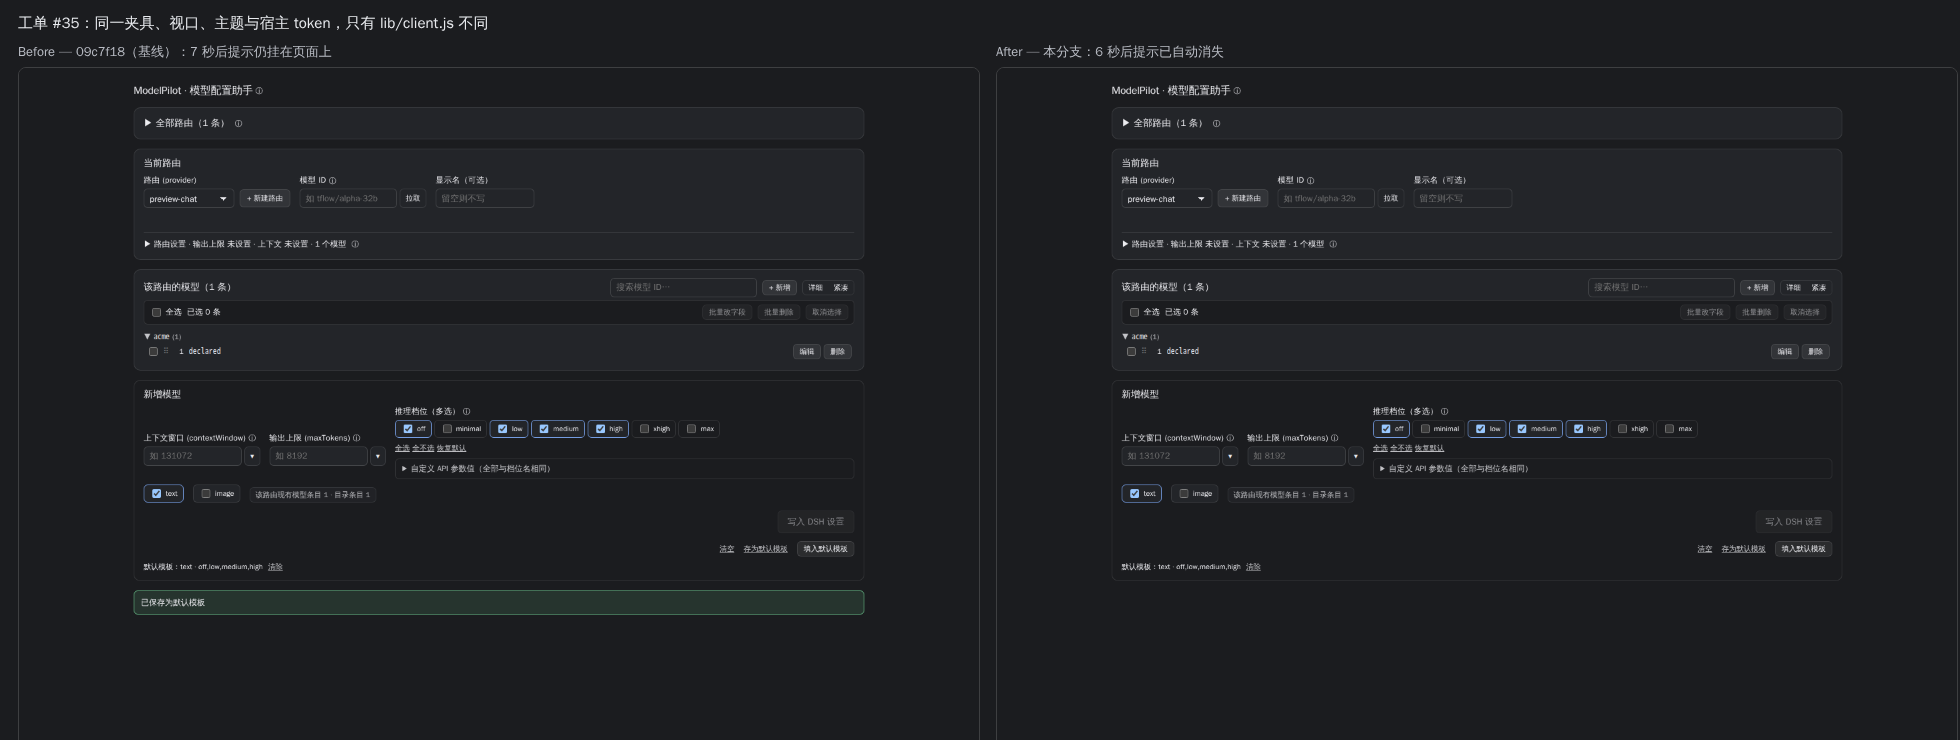 工单 #35：同一夹具、视口、主题与宿主 token，只有 lib/client.js 不同
Before — 09c7f18（基线）：7 秒后提示仍挂在页面上
ModelPilot · 模型配置助手 ⓘ
▶ 全部路由（1 条） ⓘ
当前路由
路由 (provider) 模型 ID ⓘ 显示名（可选）
preview-chat + 新建路由 如 tflow/alpha-32b 拉取 留空则不写
▶ 路由设置 · 输出上限 未设置 · 上下文 未设置 · 1 个模型 ⓘ
该路由的模型（1 条） 搜索模型 ID… + 新增 详细 紧凑
全选 已选 0 条 批量改字段 批量删除 取消选择
▼ acme (1)
1 declared 编辑 删除
新增模型
推理档位（多选） ⓘ
off minimal low medium high xhigh max
上下文窗口 (contextWindow) ⓘ 输出上限 (maxTokens) ⓘ
全选 全不选 恢复默认
如 131072 ▼ 如 8192 ▼
▶ 自定义 API 参数值（全部与档位名相同）
text image 该路由现有模型条目 1 · 目录条目 1
写入 DSH 设置
清空 存为默认模板 填入默认模板
默认模板：text · off,low,medium,high 清除
已保存为默认模板
After — 本分支：6 秒后提示已自动消失
ModelPilot · 模型配置助手 ⓘ
▶ 全部路由（1 条） ⓘ
当前路由
路由 (provider) 模型 ID ⓘ 显示名（可选）
preview-chat + 新建路由 如 tflow/alpha-32b 拉取 留空则不写
▶ 路由设置 · 输出上限 未设置 · 上下文 未设置 · 1 个模型 ⓘ
该路由的模型（1 条） 搜索模型 ID… + 新增 详细 紧凑
全选 已选 0 条 批量改字段 批量删除 取消选择
▼ acme (1)
1 declared 编辑 删除
新增模型
推理档位（多选） ⓘ
off minimal low medium high xhigh max
上下文窗口 (contextWindow) ⓘ 输出上限 (maxTokens) ⓘ
全选 全不选 恢复默认
如 131072 ▼ 如 8192 ▼
▶ 自定义 API 参数值（全部与档位名相同）
text image 该路由现有模型条目 1 · 目录条目 1
写入 DSH 设置
清空 存为默认模板 填入默认模板
默认模板：text · off,low,medium,high 清除